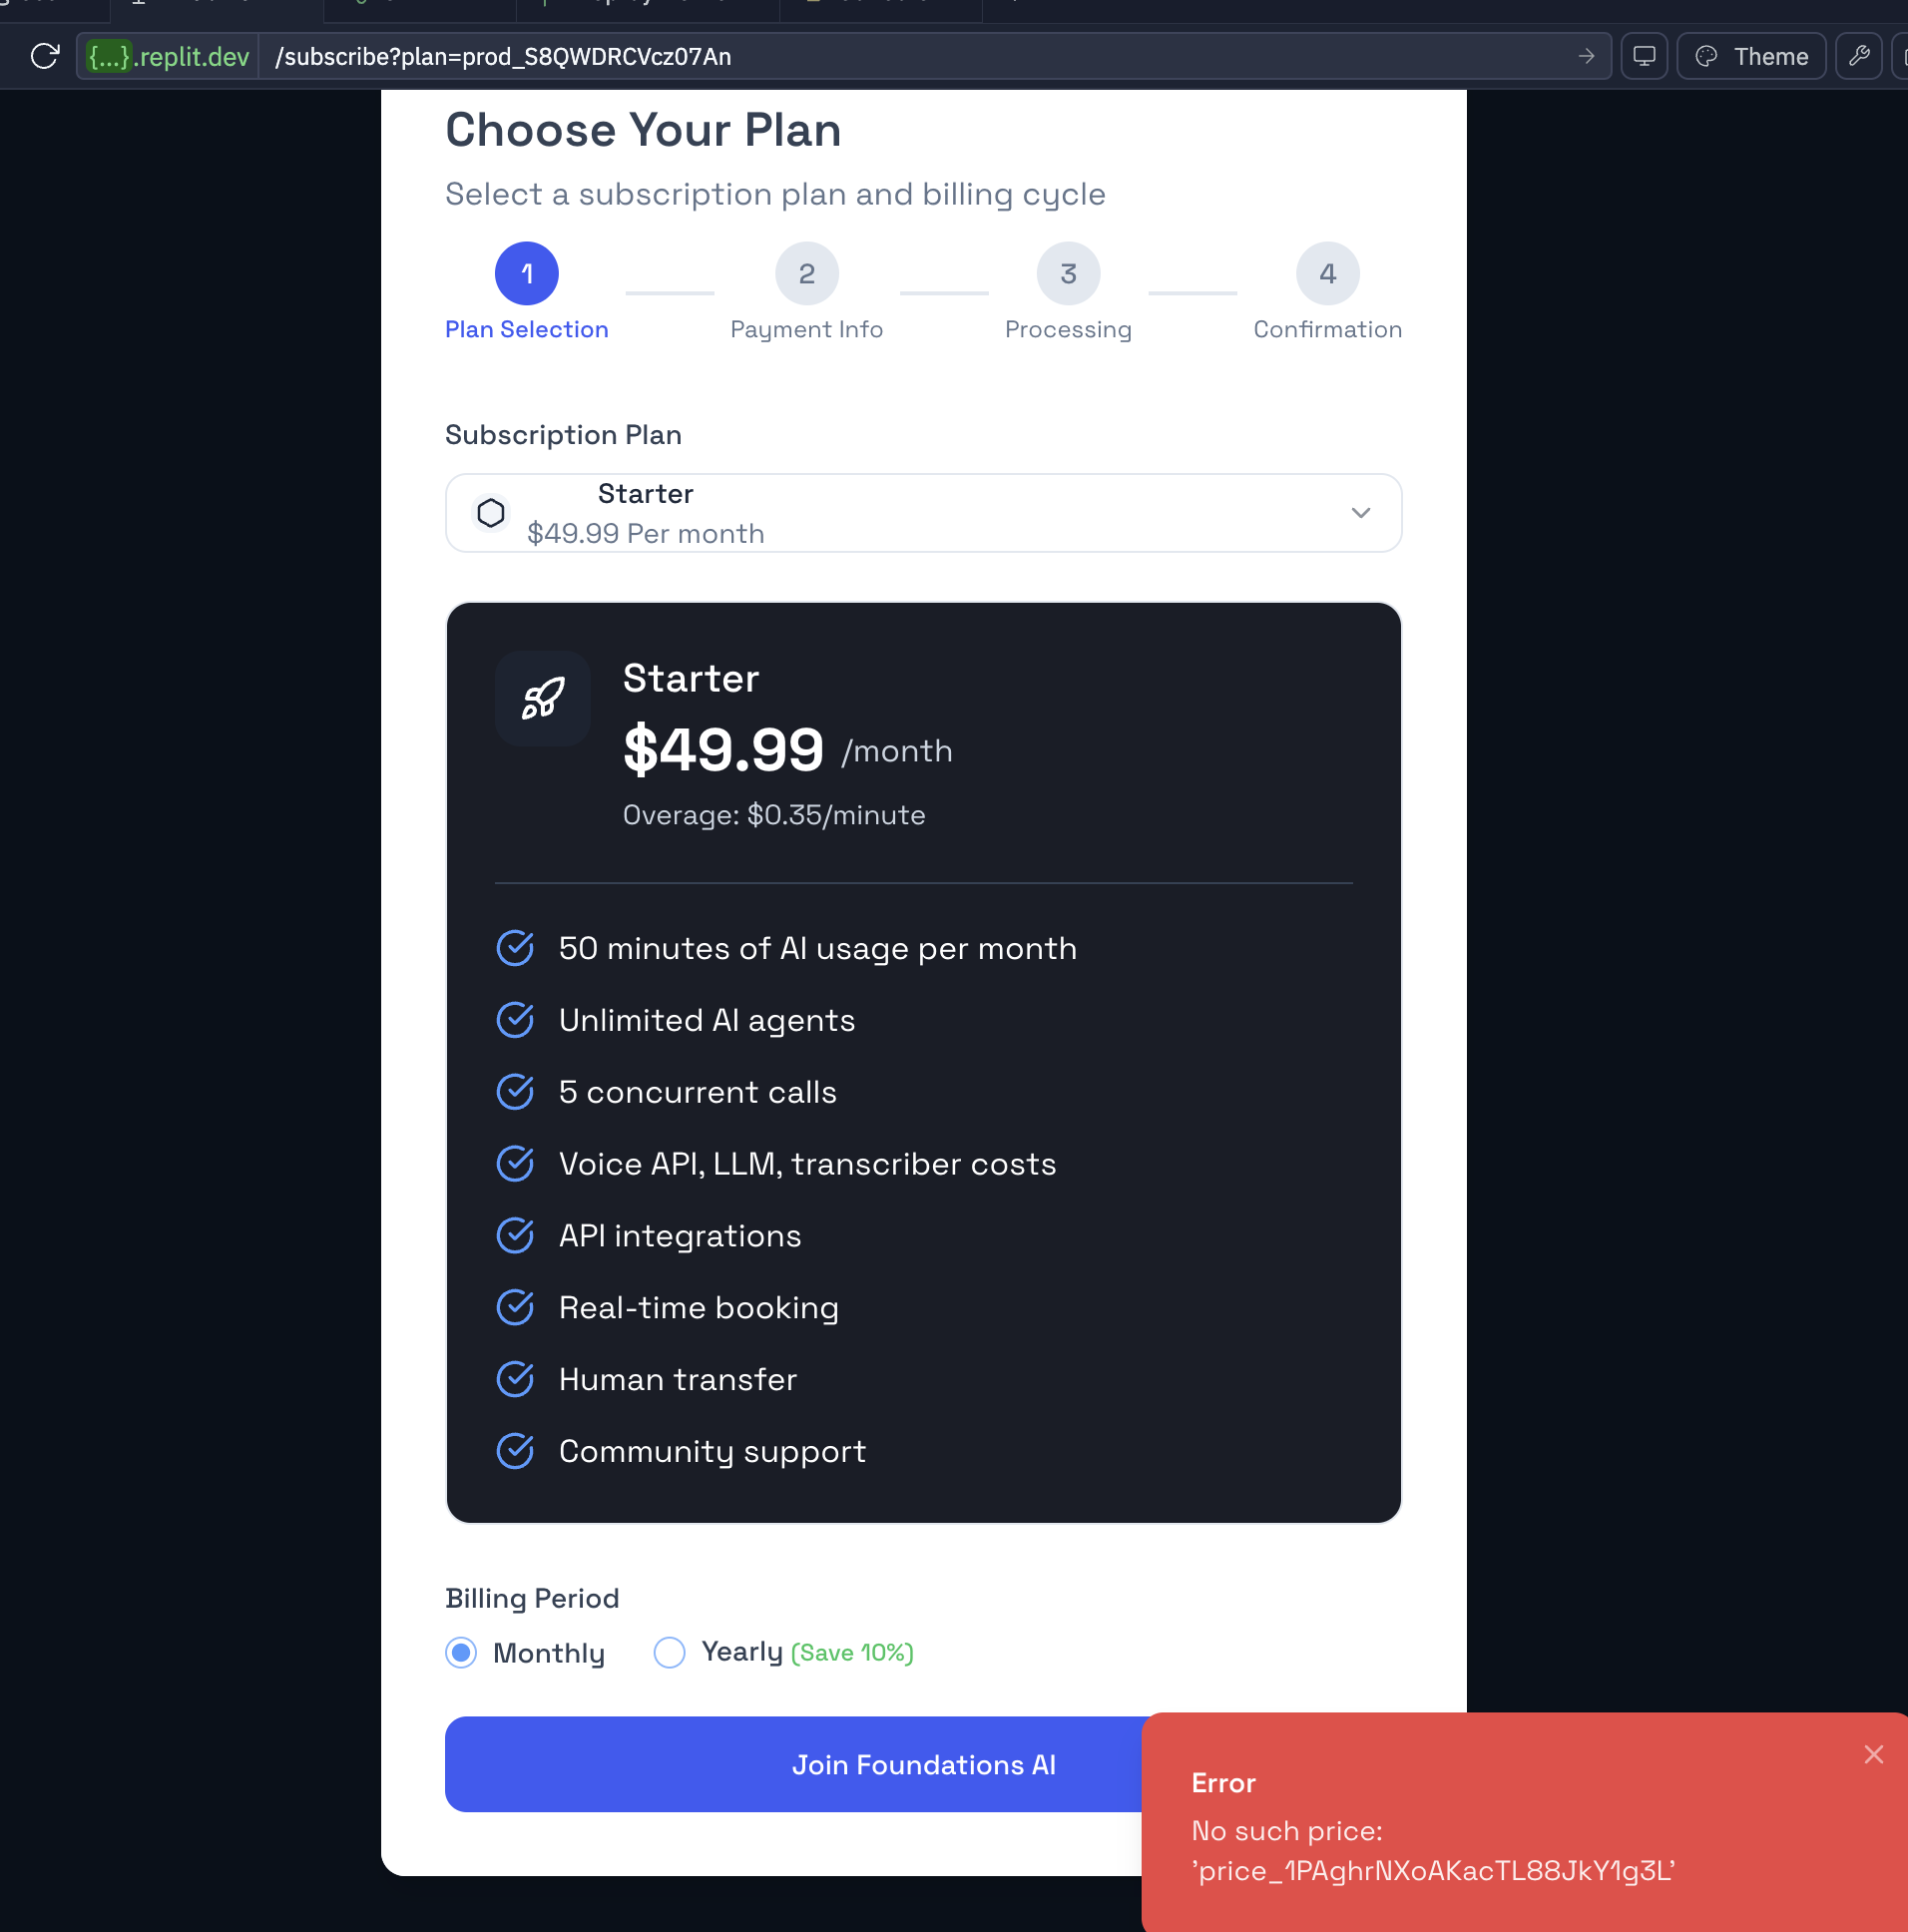 {...}.replit.dev /subscribe?plan=prod_S8QWDRCVcz07An
Theme
Choose Your Plan
Select a subscription plan and billing cycle
1 2 3 4
Plan Selection Payment Info Processing Confirmation
Subscription Plan
Starter
$49.99 Per month
Starter
$49.99 /month
Overage: $0.35/minute
50 minutes of AI usage per month
Unlimited AI agents
5 concurrent calls
Voice API, LLM, transcriber costs
API integrations
Real-time booking
Human transfer
Community support
Billing Period
Monthly Yearly (Save 10%)
Join Foundations AI
Error
No such price:
'price_1PAghrNXoAKacTL88JkY1g3L'